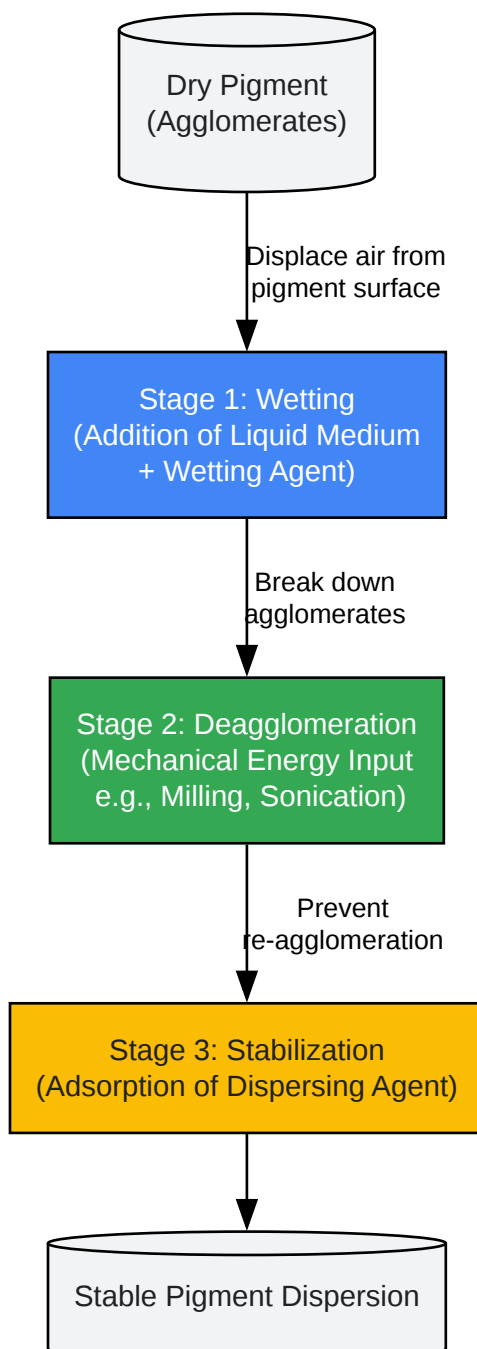 Dry Pigment
(Agglomerates)
Displace air from
pigment surface
Stage 1: Wetting
(Addition of Liquid Medium
+ Wetting Agent)
Break down
agglomerates
Stage 2: Deagglomeration
(Mechanical Energy Input
e.g., Milling, Sonication)
Prevent
re-agglomeration
Stage 3: Stabilization
(Adsorption of Dispersing Agent)
Stable Pigment Dispersion